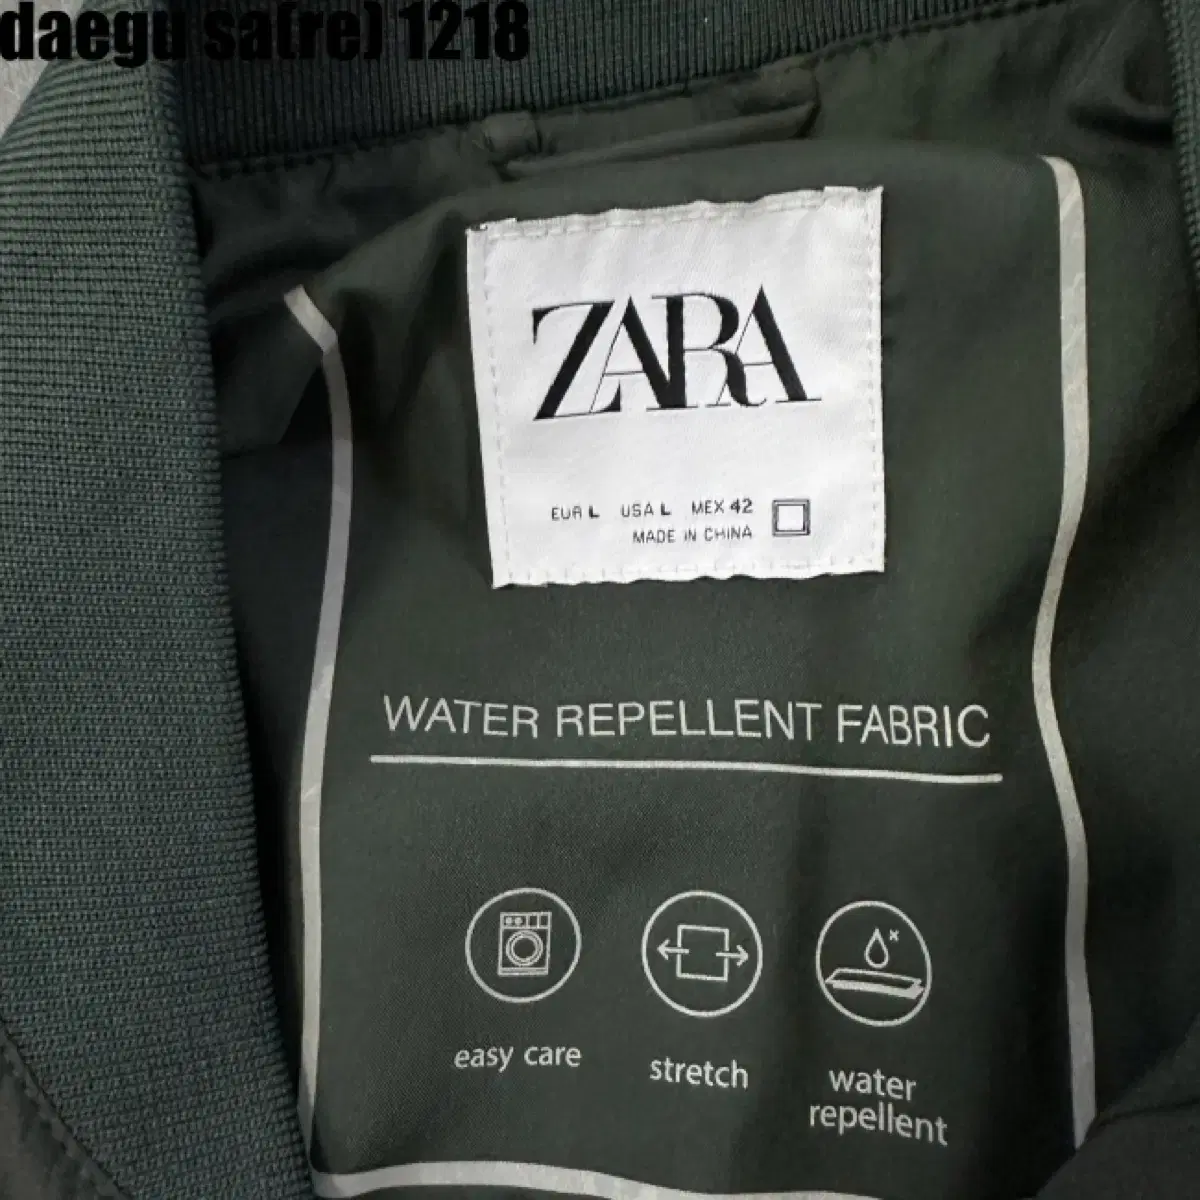 daegu sa(re) 1218
ZARA
EUR L USA L MEX 42
MADE IN CHINA
WATER REPELLENT FABRIC
easy care
stretch
water
repellent